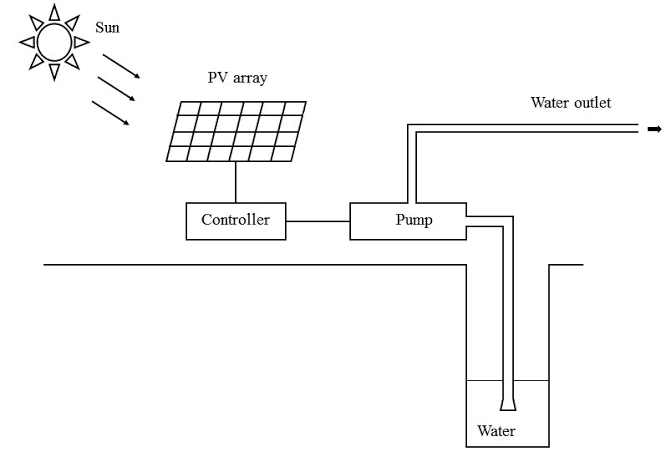 Sun
PV array
Water outlet
Controller
Pump
Water